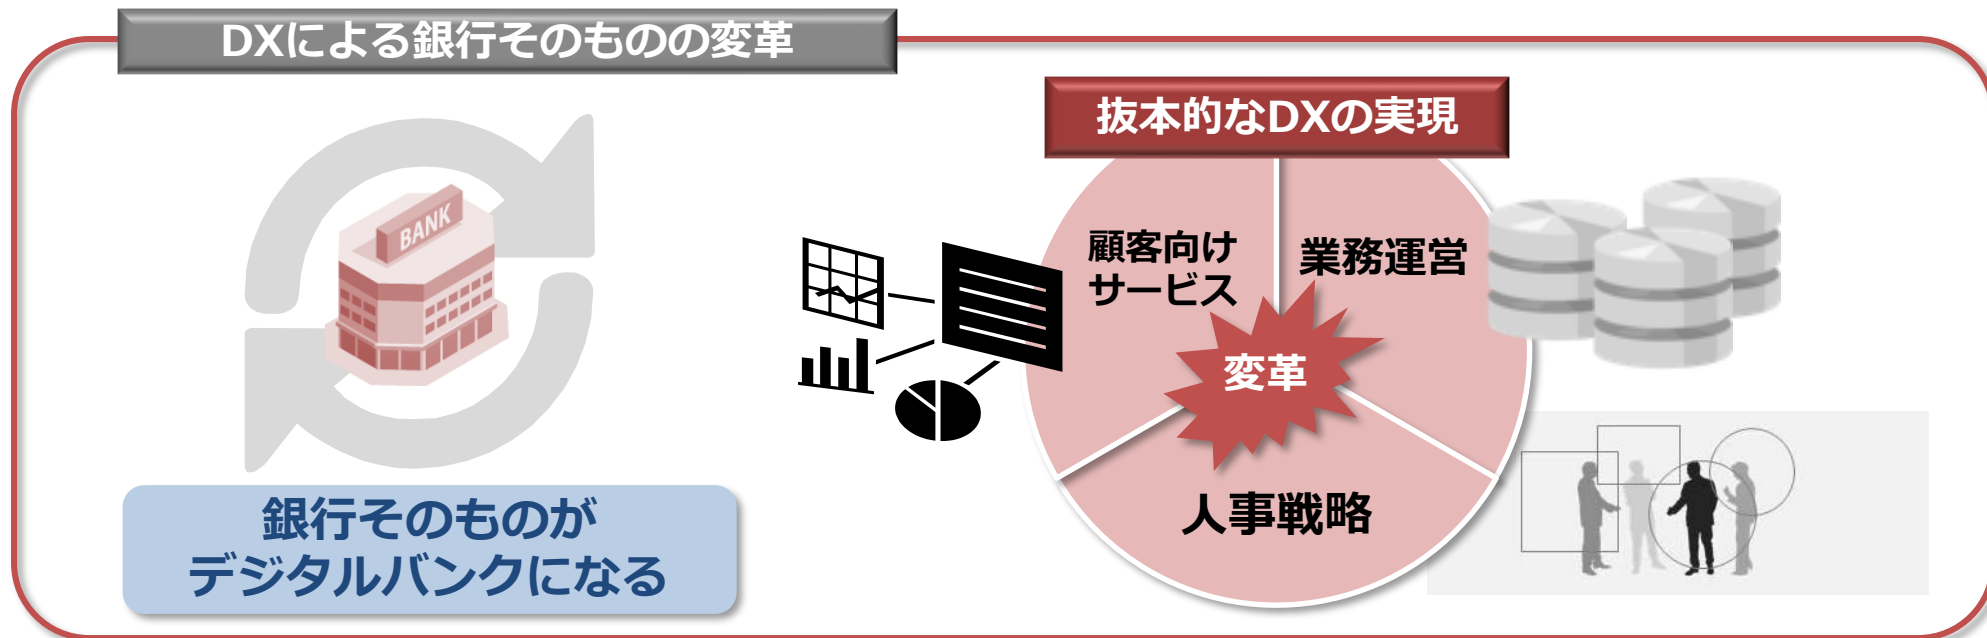 DXによる銀行そのものの変革
BANK
銀行そのものが
デジタルバンクになる
抜本的なDXの実現
顧客向け
サービス
業務運営
変革
人事戦略